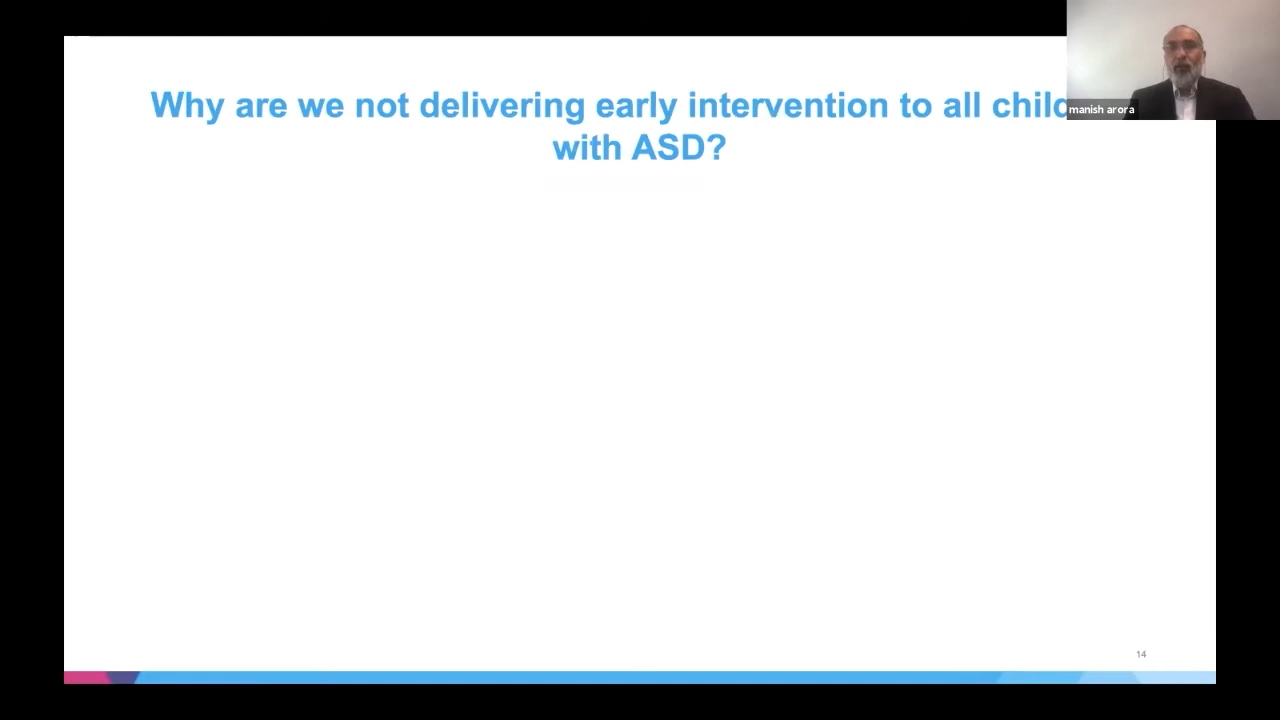 Why are we not delivering early intervention to all child
with ASD?
manish arora
14